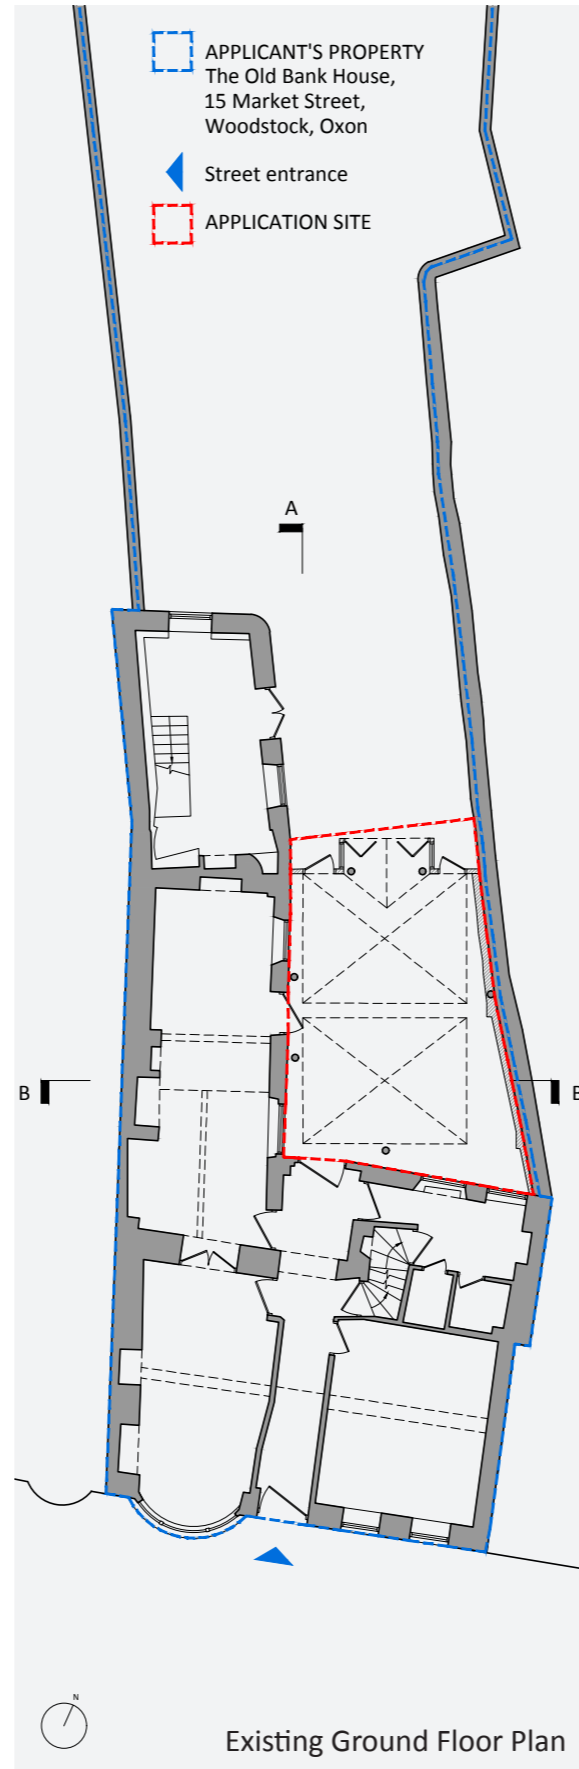 APPLICANT'S PROPERTY
The Old Bank House,
15 Market Street,
Woodstock, Oxon
Street entrance
APPLICATION SITE
A
B
B
N
Existing Ground Floor Plan